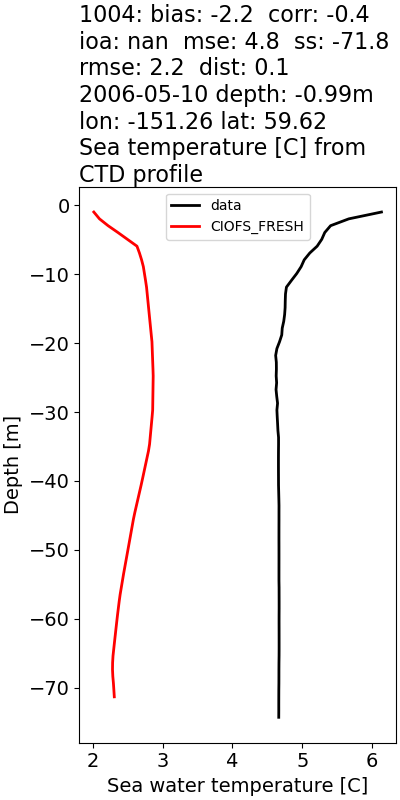 1004: bias: -2.2  corr: -0.4
ioa: nan  mse: 4.8  ss: -71.8
rmse: 2.2  dist: 0.1
2006-05-10 depth: -0.99m
lon: -151.26 lat: 59.62
Sea temperature [C] from
CTD profile
data
CIOFS_FRESH
0
−10
−20
−30
−40
−50
−60
−70
Depth [m]
2 3 4 5 6
Sea water temperature [C]